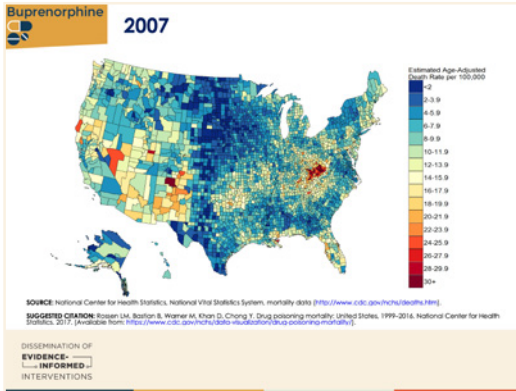 Buprenorphine
2007
Estimated Age-Adjusted
Death Rate per 100,000
<2
2-3.9
4-5.9
6-7.9
8-9.9
10-11.9
12-13.9
14-15.9
16-17.9
18-19.9
20-21.9
22-23.9
24-25.9
26-27.9
28-29.9
30+
SOURCE: National Center for Health Statistics, National Vital Statistics System, mortality data (http://www.cdc.gov/nchs/deaths.htm).
SUGGESTED CITATION: Rossen LM, Bastian B, Warner M, Khan D, Chong Y. Drug poisoning mortality: United States, 1999–2016. National Center for Health
Statistics. 2017. (Available from: https://www.cdc.gov/nchs/data-visualization/drug-poisoning-mortality/).
DISSEMINATION OF
EVIDENCE-
INFORMED
INTERVENTIONS